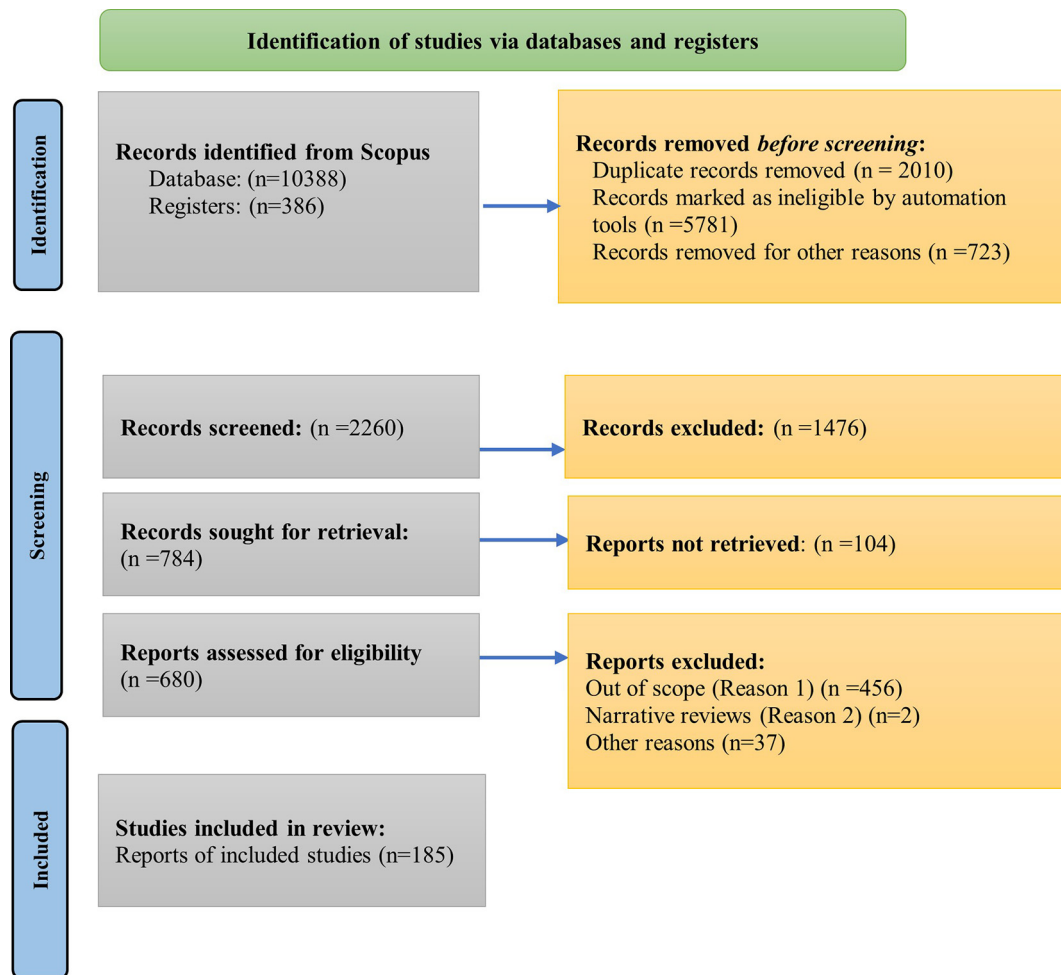 Identification of studies via databases and registers
Identification
Records identified from Scopus
Database: (n=10388)
Registers: (n=386)
Records removed before screening:
Duplicate records removed (n = 2010)
Records marked as ineligible by automation
tools (n =5781)
Records removed for other reasons (n =723)
Screening
Records screened: (n =2260)
Records excluded: (n =1476)
Records sought for retrieval:
(n =784)
Reports not retrieved: (n =104)
Reports assessed for eligibility
(n =680)
Reports excluded:
Out of scope (Reason 1) (n =456)
Narrative reviews (Reason 2) (n=2)
Other reasons (n=37)
Included
Studies included in review:
Reports of included studies (n=185)